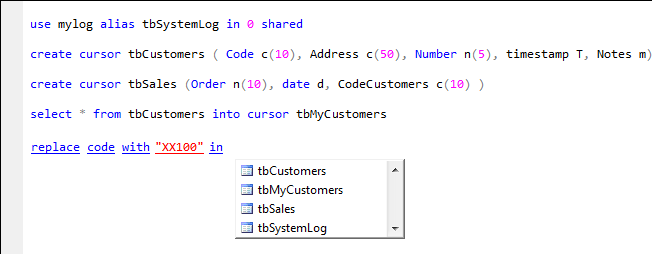 use mylog alias tbSystemLog in 0 shared
create cursor tbCustomers ( Code c(10), Address c(50), Number n(5), timestamp T, Notes m)
create cursor tbSales (Order n(10), date d, CodeCustomers c(10) )
select * from tbCustomers into cursor tbMyCustomers
replace code with "XX100" in
tbCustomers
tbMyCustomers
tbSales
tbSystemLog